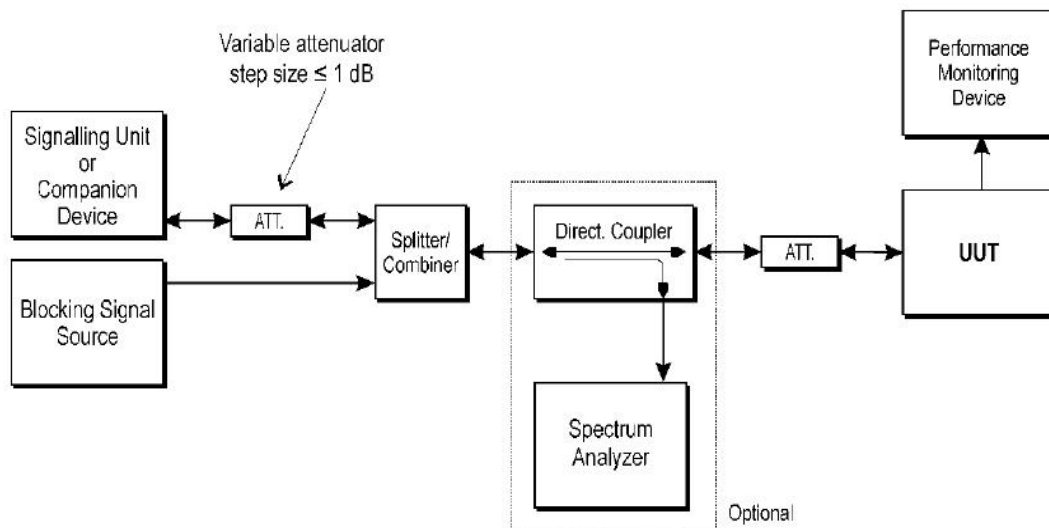 Variable attenuator
step size ≤ 1 dB
Performance
Monitoring
Device
Signalling Unit
or
Companion
Device
ATT.
Splitter/
Combiner
Direct. Coupler
ATT.
UUT
Blocking Signal
Source
Spectrum
Analyzer
Optional